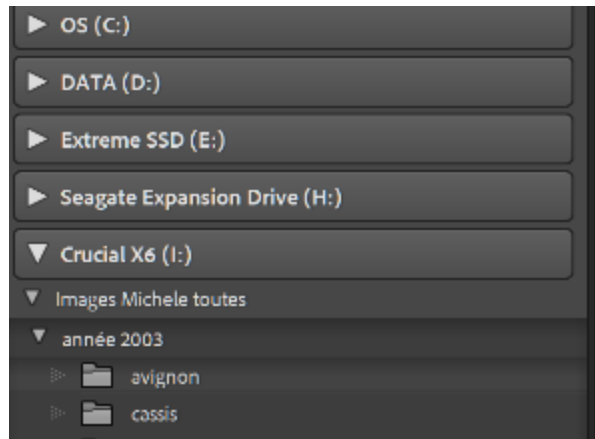 OS (C:)
DATA (D:)
Extreme SSD (E:)
Seagate Expansion Drive (H:)
Crucial X6 (I:)
Images Michele toutes
année 2003
avignon
cassis